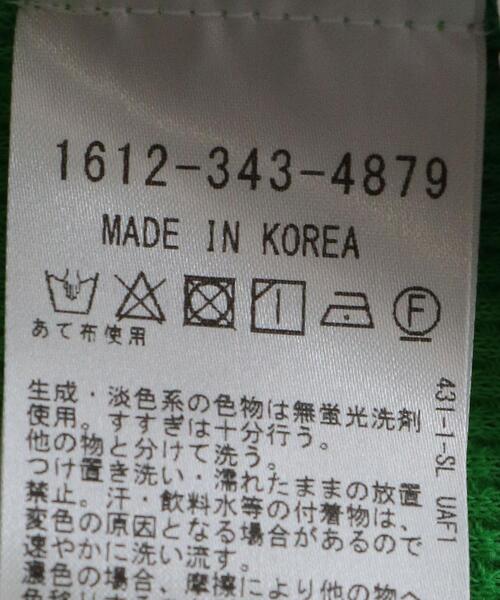 1612-343-4879
MADE IN KOREA
F
あて布使用
生成・淡色系の色物は無蛍光洗剤
使用。すすぎは十分行う。
他の物と分けて洗う。
つけ置き洗い・濡れたままの放置
禁止。汗・飲料水等の付着物は、
変色の原因となる場合があるので
速やかに洗い流す。
濃色の場合、摩擦により他の物へ
431-1-SL UAF1